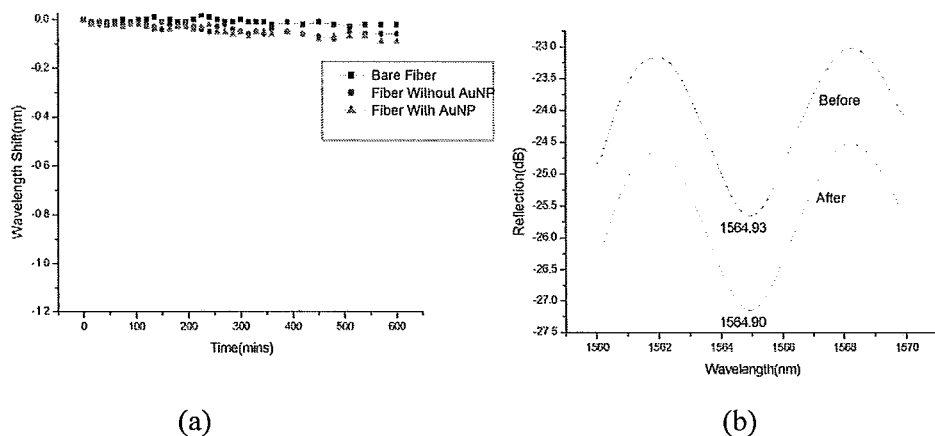 0.0
-0.2
-0.4
-0.6
-0.8
-1.0
-1.2
0
100
200
300
400
500
600
Wavelength Shift(nm)
Time(mins)
Bare Fiber
Fiber Without AuNP
Fiber With AuNP
(a)
-23.0
-23.5
-24.0
-24.5
-25.0
-25.5
-26.0
-26.5
-27.0
-27.5
1560
1562
1564
1566
1568
1570
Reflection(dB)
Wavelength(nm)
Before
After
1564.93
1564.90
(b)